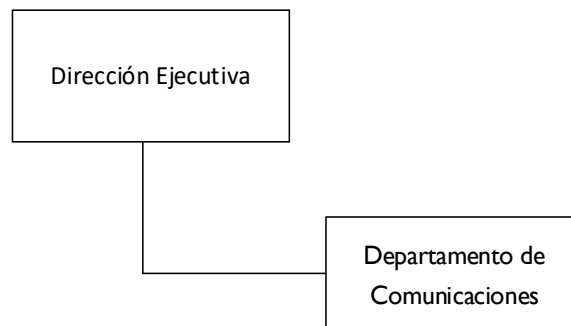 Dirección Ejecutiva
Departamento de
Comunicaciones